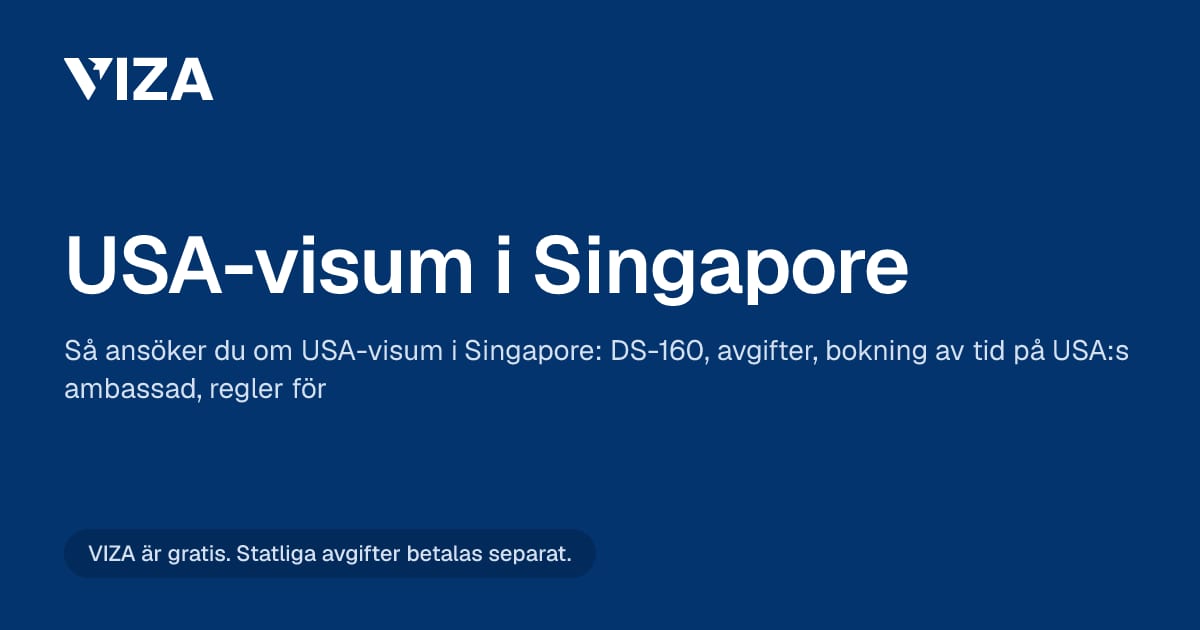 VIZA
USA-visum i Singapore
Så ansöker du om USA-visum i Singapore: DS-160, avgifter, bokning av tid på USA:s
ambassad, regler för
VIZA är gratis. Statliga avgifter betalas separat.